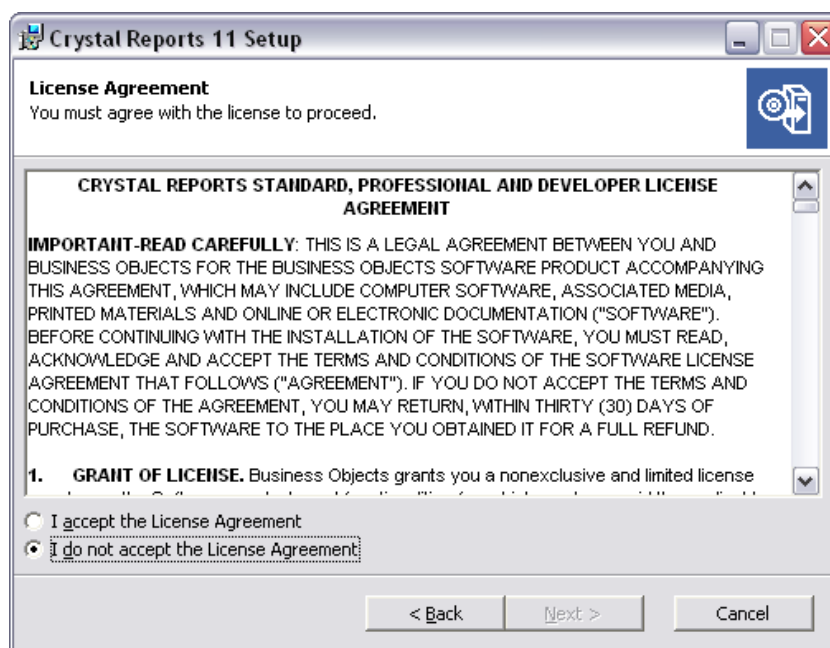 Crystal Reports 11 Setup
License Agreement
You must agree with the license to proceed.
CRYSTAL REPORTS STANDARD, PROFESSIONAL AND DEVELOPER LICENSE
AGREEMENT
IMPORTANT-READ CAREFULLY: THIS IS A LEGAL AGREEMENT BETWEEN YOU AND
BUSINESS OBJECTS FOR THE BUSINESS OBJECTS SOFTWARE PRODUCT ACCOMPANYING
THIS AGREEMENT, WHICH MAY INCLUDE COMPUTER SOFTWARE, ASSOCIATED MEDIA,
PRINTED MATERIALS AND ONLINE OR ELECTRONIC DOCUMENTATION ("SOFTWARE").
BEFORE CONTINUING WITH THE INSTALLATION OF THE SOFTWARE, YOU MUST READ,
ACKNOWLEDGE AND ACCEPT THE TERMS AND CONDITIONS OF THE SOFTWARE LICENSE
AGREEMENT THAT FOLLOWS ("AGREEMENT"). IF YOU DO NOT ACCEPT THE TERMS AND
CONDITIONS OF THE AGREEMENT, YOU MAY RETURN, WITHIN THIRTY (30) DAYS OF
PURCHASE, THE SOFTWARE TO THE PLACE YOU OBTAINED IT FOR A FULL REFUND.
1. GRANT OF LICENSE. Business Objects grants you a nonexclusive and limited license
I accept the License Agreement
I do not accept the License Agreement
< Back
Next >
Cancel